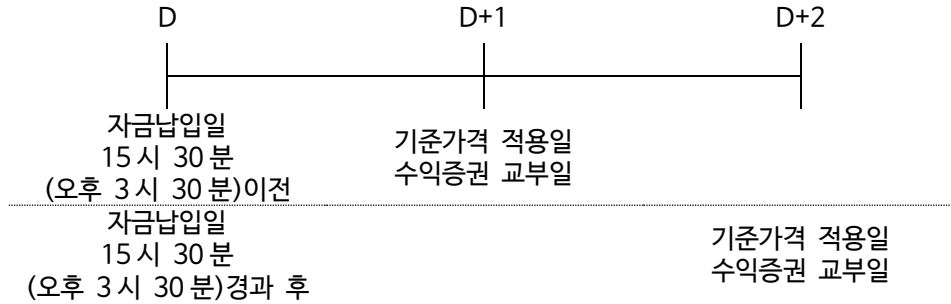 D D+1 D+2
자금납입일
15시 30분
(오후 3시 30분)이전
기준가격 적용일
수익증권 교부일
자금납입일
15시 30분
(오후 3시 30분)경과 후
기준가격 적용일
수익증권 교부일